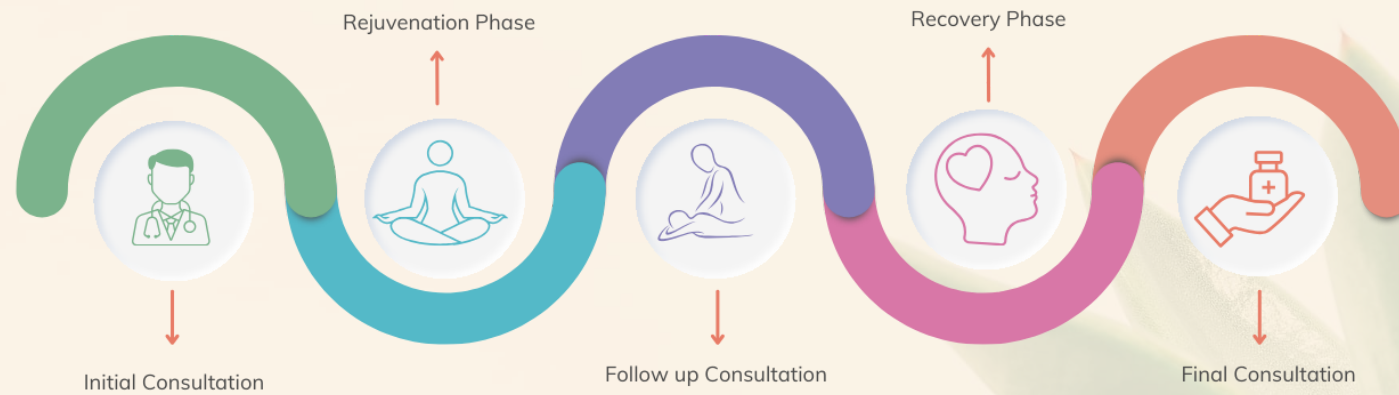 Rejuvenation Phase
Recovery Phase
Initial Consultation
Follow up Consultation
Final Consultation